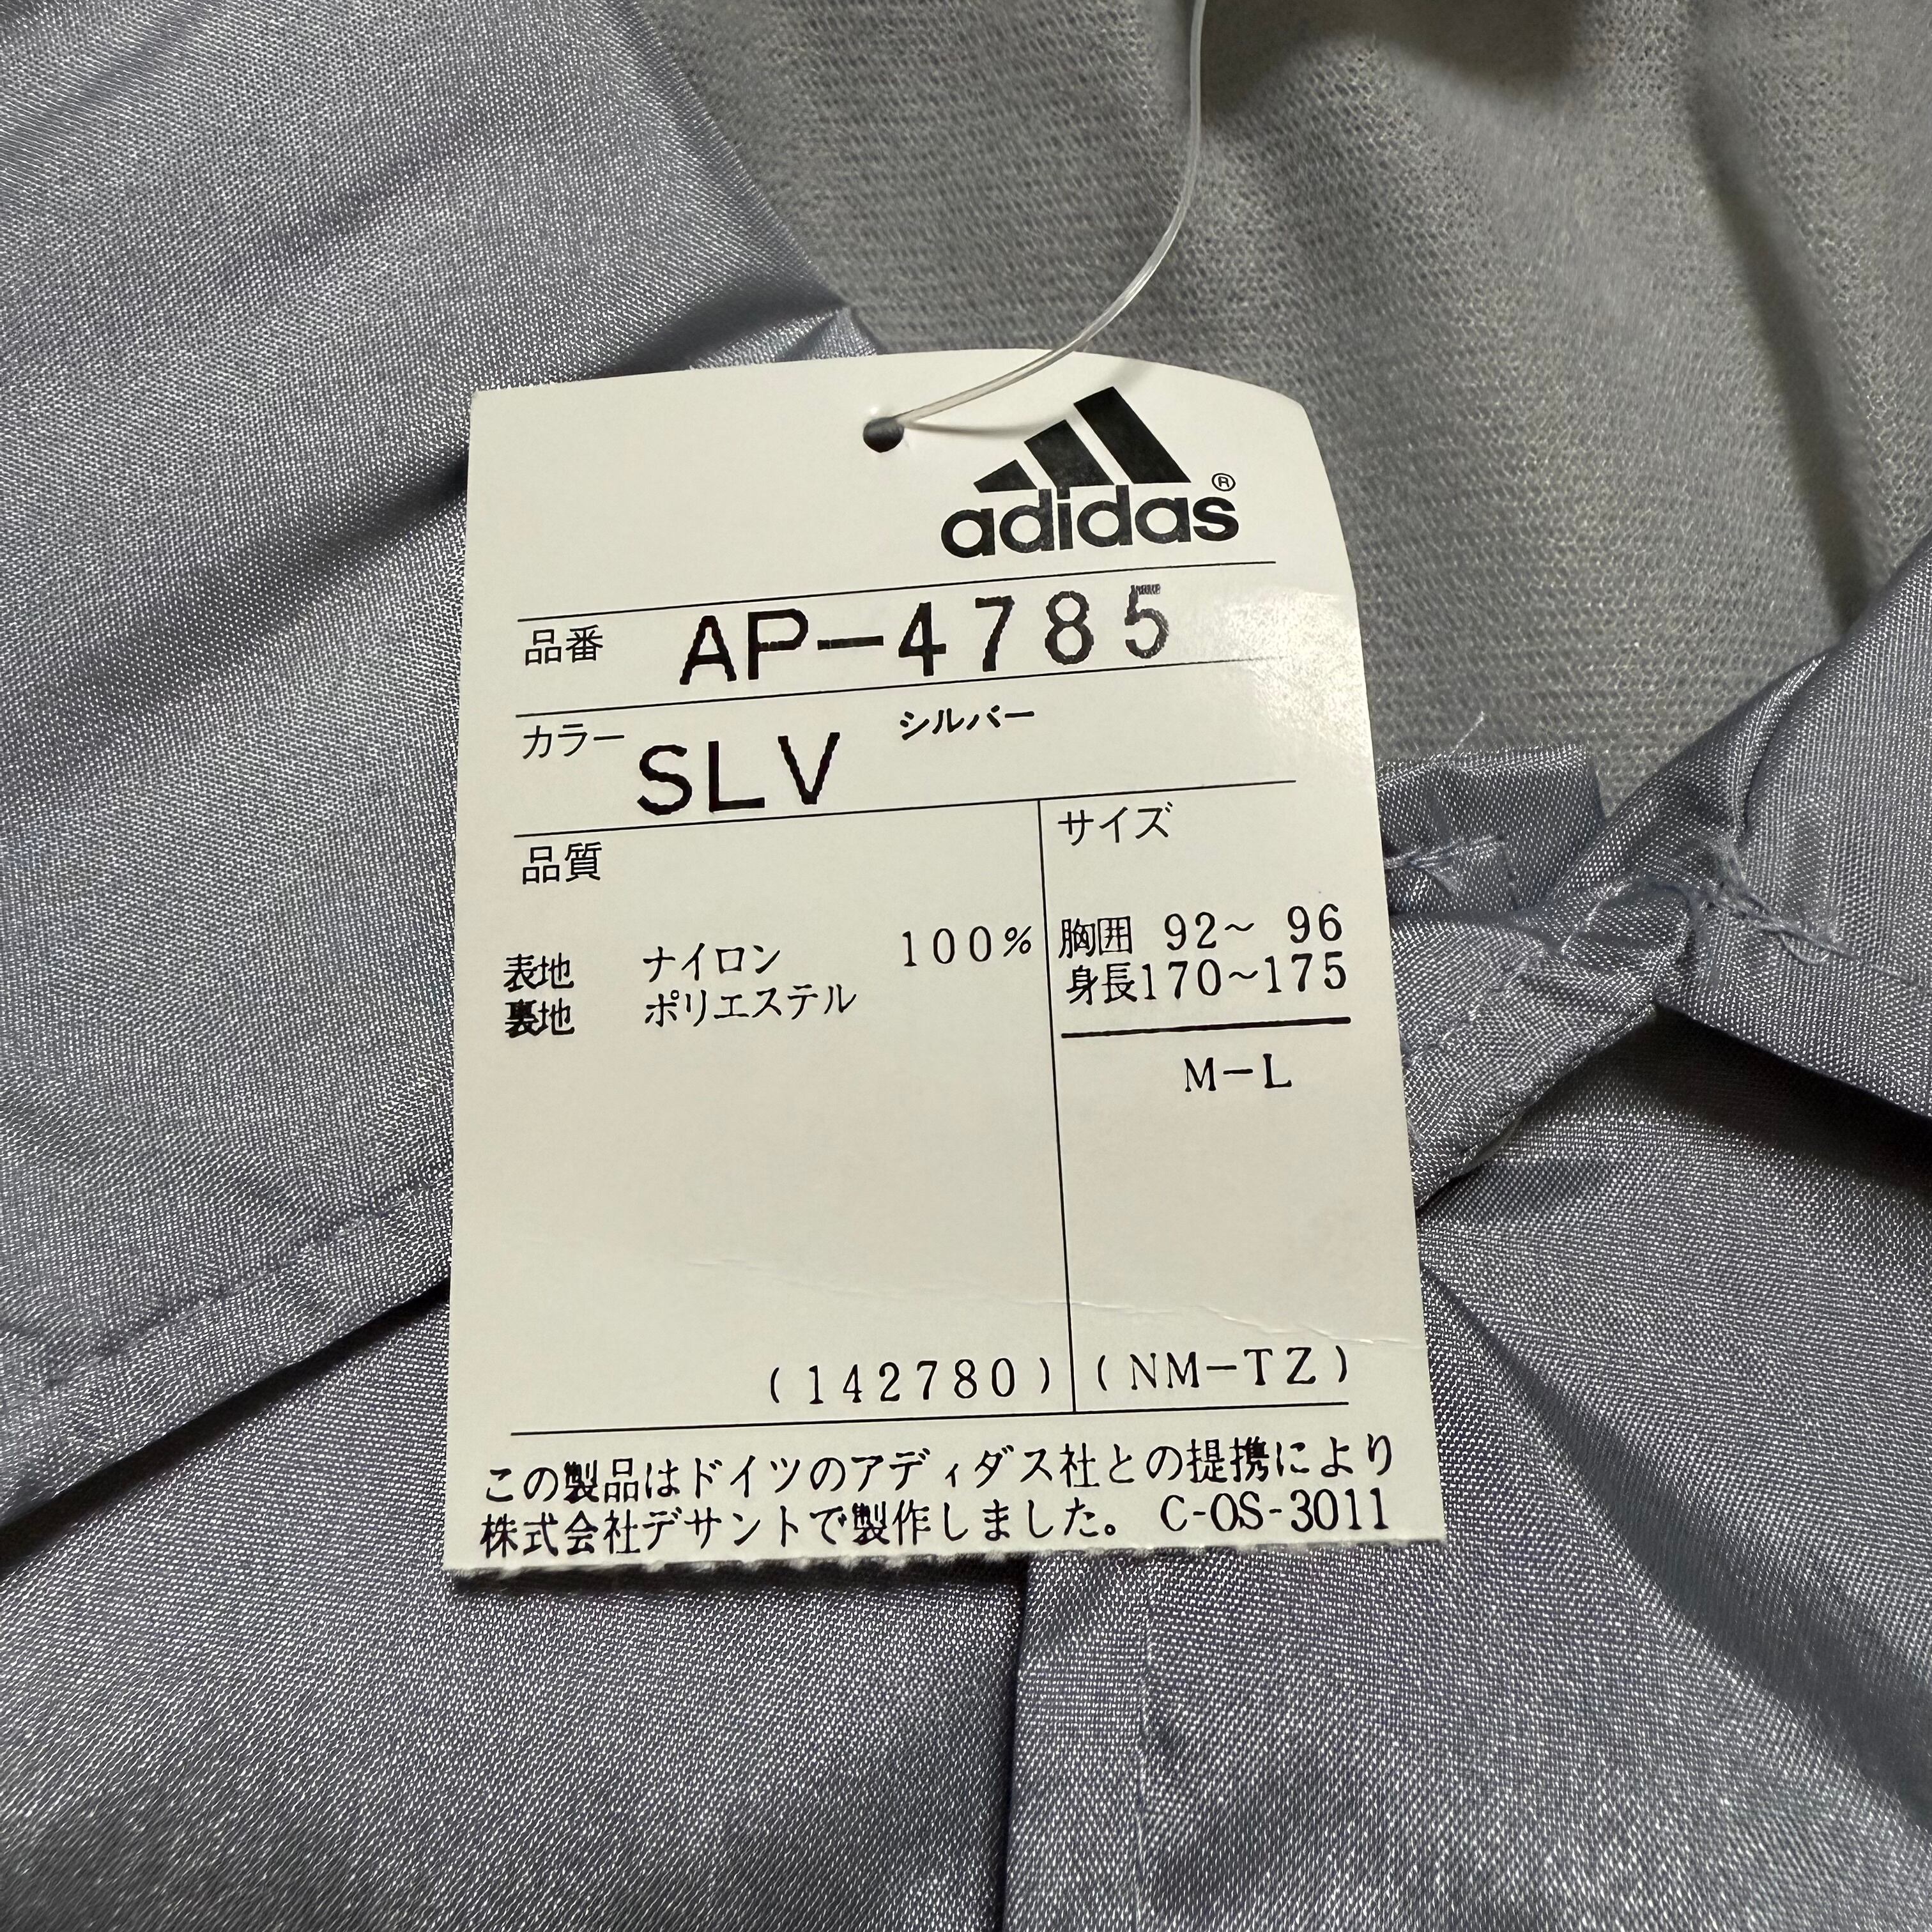 adidas®
品番 AP-4785
カラー SLV シルバー
品質
サイズ
表地 ナイロン 100%
裏地 ポリエステル
胸囲 92~ 96
身長170~175
M-L
(142780) (NM-TZ)
この製品はドイツのアディダス社との提携により
株式会社デサントで製作しました。 C-OS-3011